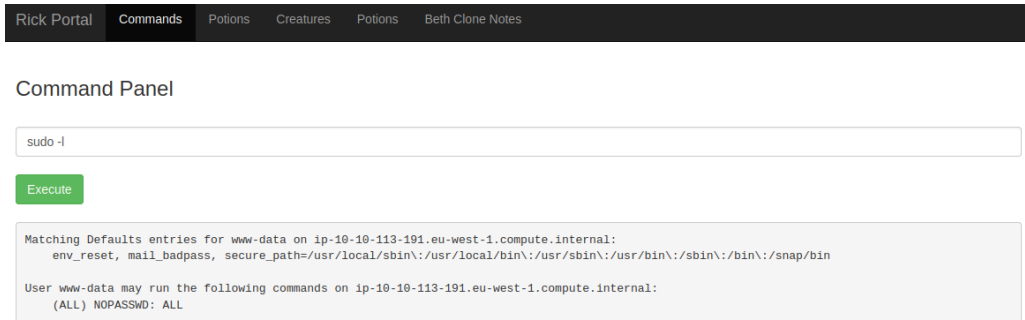 Rick Portal Commands Potions Creatures Potions Beth Clone Notes
Command Panel
sudo -l
Execute
Matching Defaults entries for www-data on ip-10-10-113-191.eu-west-1.compute.internal:
    env_reset, mail_badpass, secure_path=/usr/local/sbin\:/usr/local/bin\:/usr/sbin\:/usr/bin\:/sbin\:/bin\:/snap/bin
User www-data may run the following commands on ip-10-10-113-191.eu-west-1.compute.internal:
    (ALL) NOPASSWD: ALL